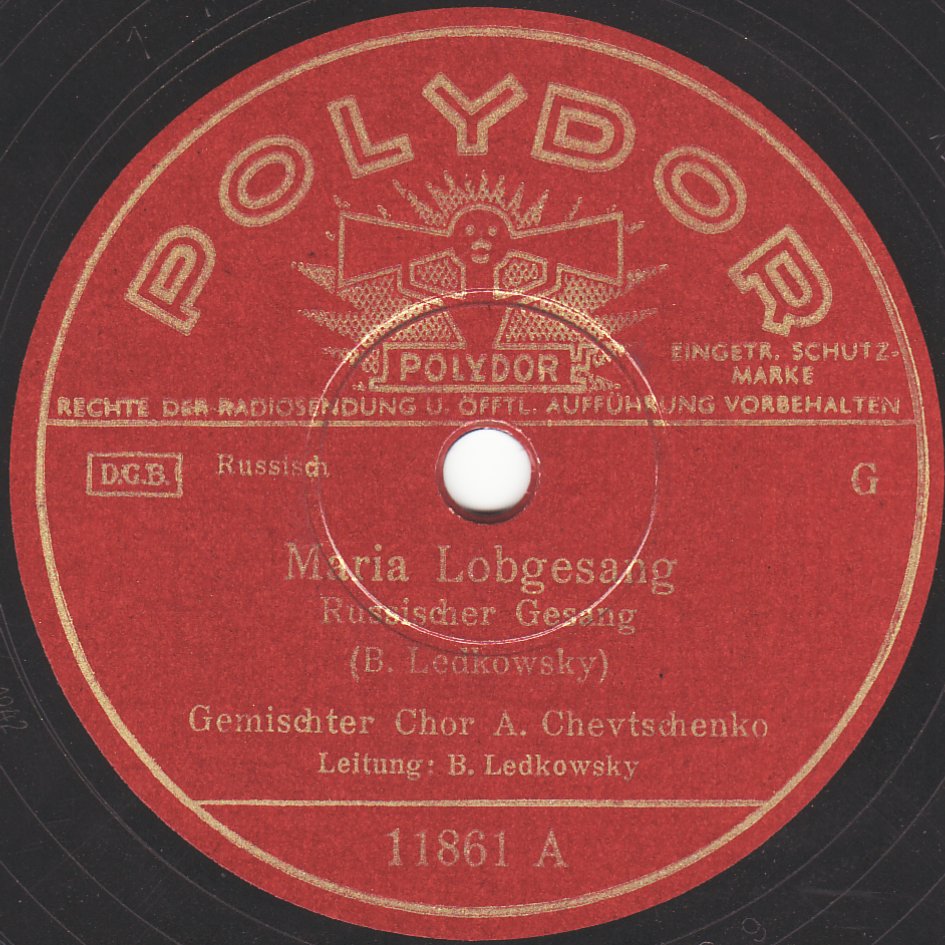 POLYDOR
POLYDOR
EINGETR. SCHUTZ-
MARKE
RECHTE DER RADIOSENDUNG U. ÖFFTL. AUFFÜHRUNG VORBEHALTEN
D.G.B. Russisch G
Maria Lobgesang
Russischer Gesang
(B. Ledkowsky)
Gemischter Chor A. Chevtschenko
Leitung: B. Ledkowsky
11861 A